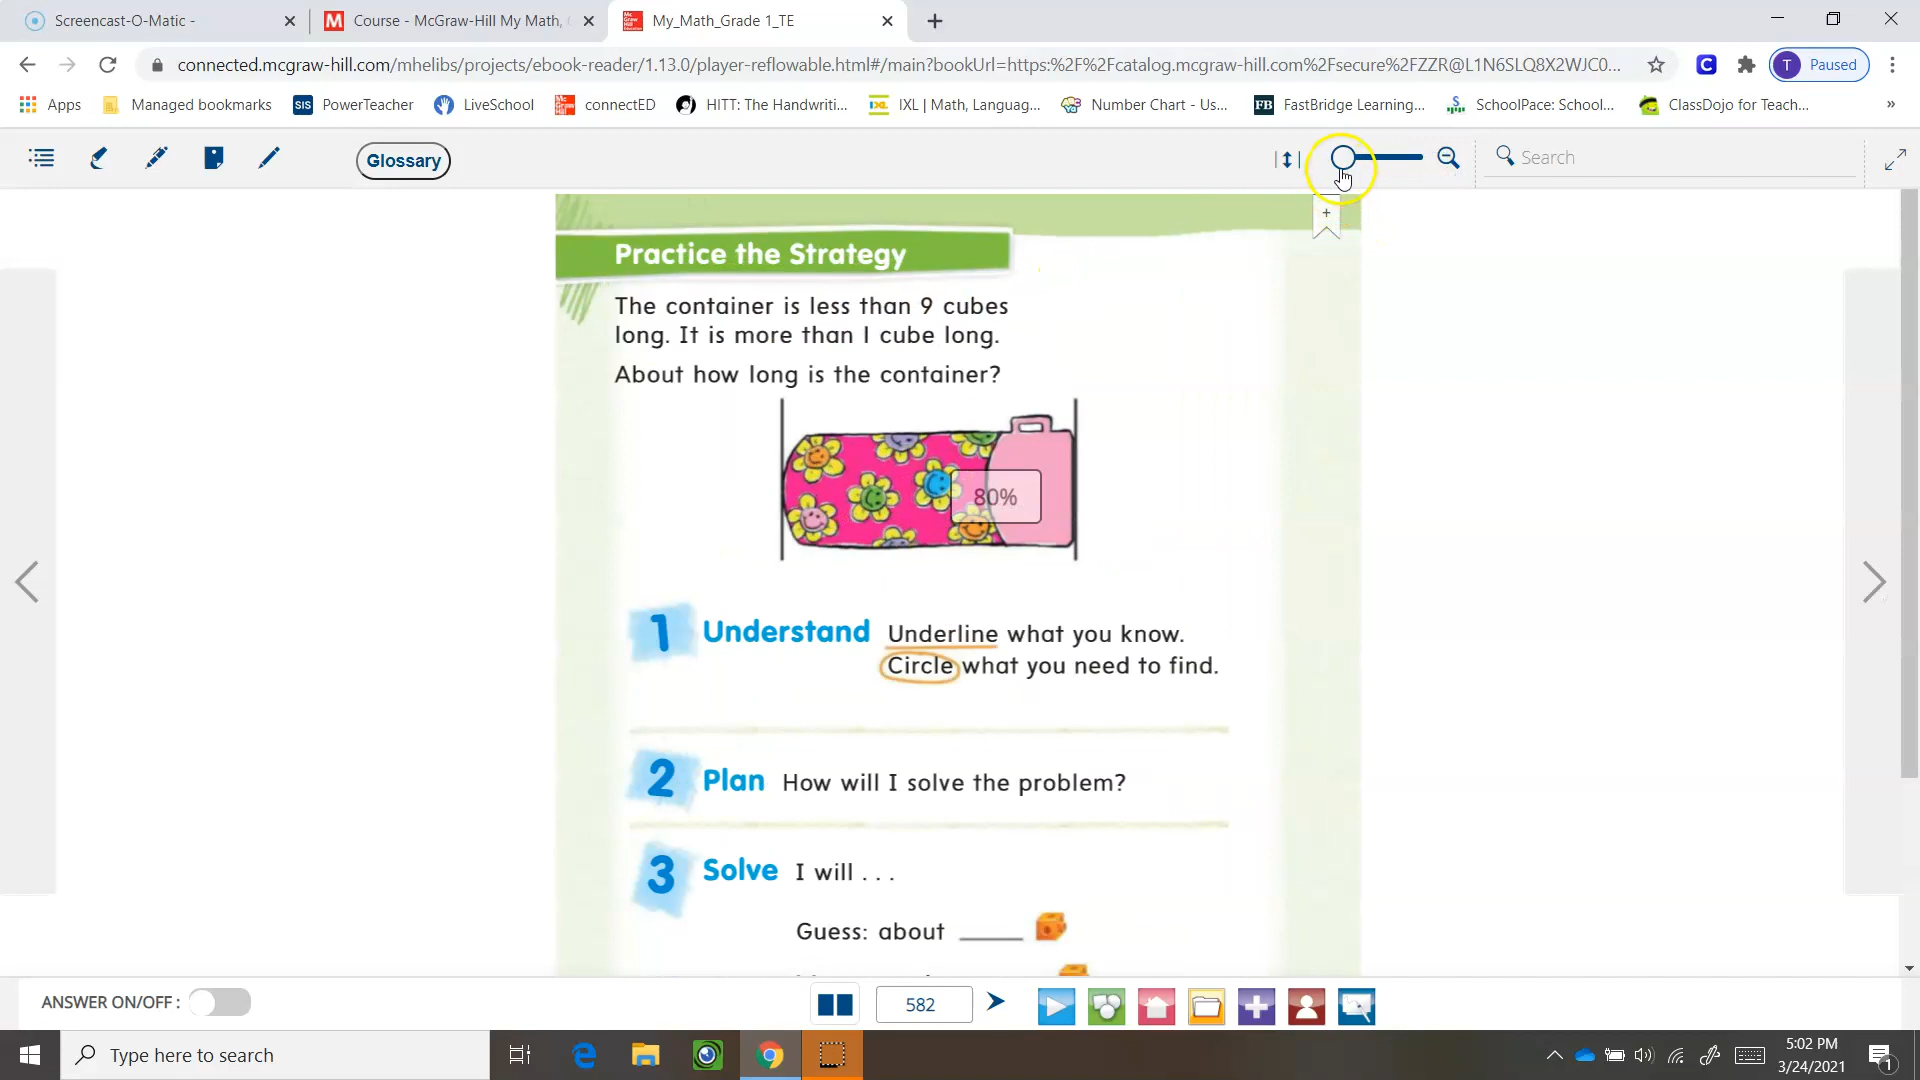 Screencast-O-Matic -
Course - McGraw-Hill My Math,
My_Math_Grade 1_TE
connected.mcgraw-hill.com/mhelibs/projects/ebook-reader/1.13.0/player-reflowable.html#/main?bookUrl=https:%2F%2Fcatalog.mcgraw-hill.com%2Fsecure%2FZZR@L1N6SLQ8X2WJC0...
T Paused
Apps Managed bookmarks SIS PowerTeacher LiveSchool connectED HITT: The Handwriti... IXL | Math, Languag... Number Chart - Us... FB FastBridge Learning,... SchoolPace: School... ClassDojo for Teach... »
Glossary
Search
Practice the Strategy
The container is less than 9 cubes
long. It is more than 1 cube long.
About how long is the container?
80%
1 Understand Underline what you know.
Circle what you need to find.
2 Plan How will I solve the problem?
3 Solve I will . . .
Guess: about _____
ANSWER ON/OFF :
582
Type here to search
5:02 PM
3/24/2021
1